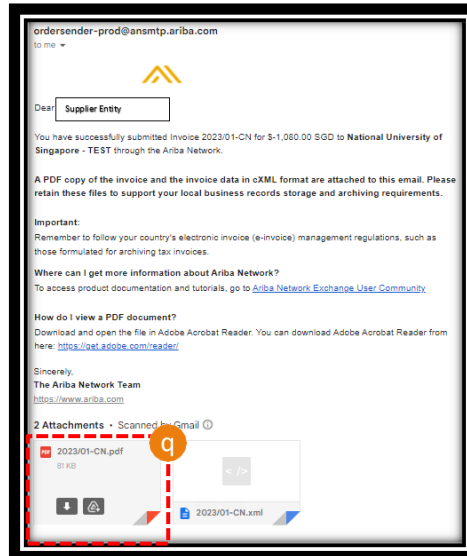 ordersender-prod@ansmtp.ariba.com
to me
Dear Supplier Entity
You have successfully submitted Invoice 2023/01-CN for $-1,080.00 SGD to National University of
Singapore - TEST through the Ariba Network.
A PDF copy of the invoice and the invoice data in cXML format are attached to this email. Please
retain these files to support your local business records storage and archiving requirements.
Important:
Remember to follow your country's electronic invoice (e-invoice) management regulations, such as
those formulated for archiving tax invoices.
Where can I get more information about Ariba Network?
To access product documentation and tutorials, go to Ariba Network Exchange User Community
How do I view a PDF document?
Download and open the file in Adobe Acrobat Reader. You can download Adobe Acrobat Reader from
here: https://get.adobe.com/reader/
Sincerely,
The Ariba Network Team
https://www.ariba.com
2 Attachments • Scanned by Gmail
q
PDF 2023/01-CN.pdf
81 KB
</>
2023/01-CN.xml